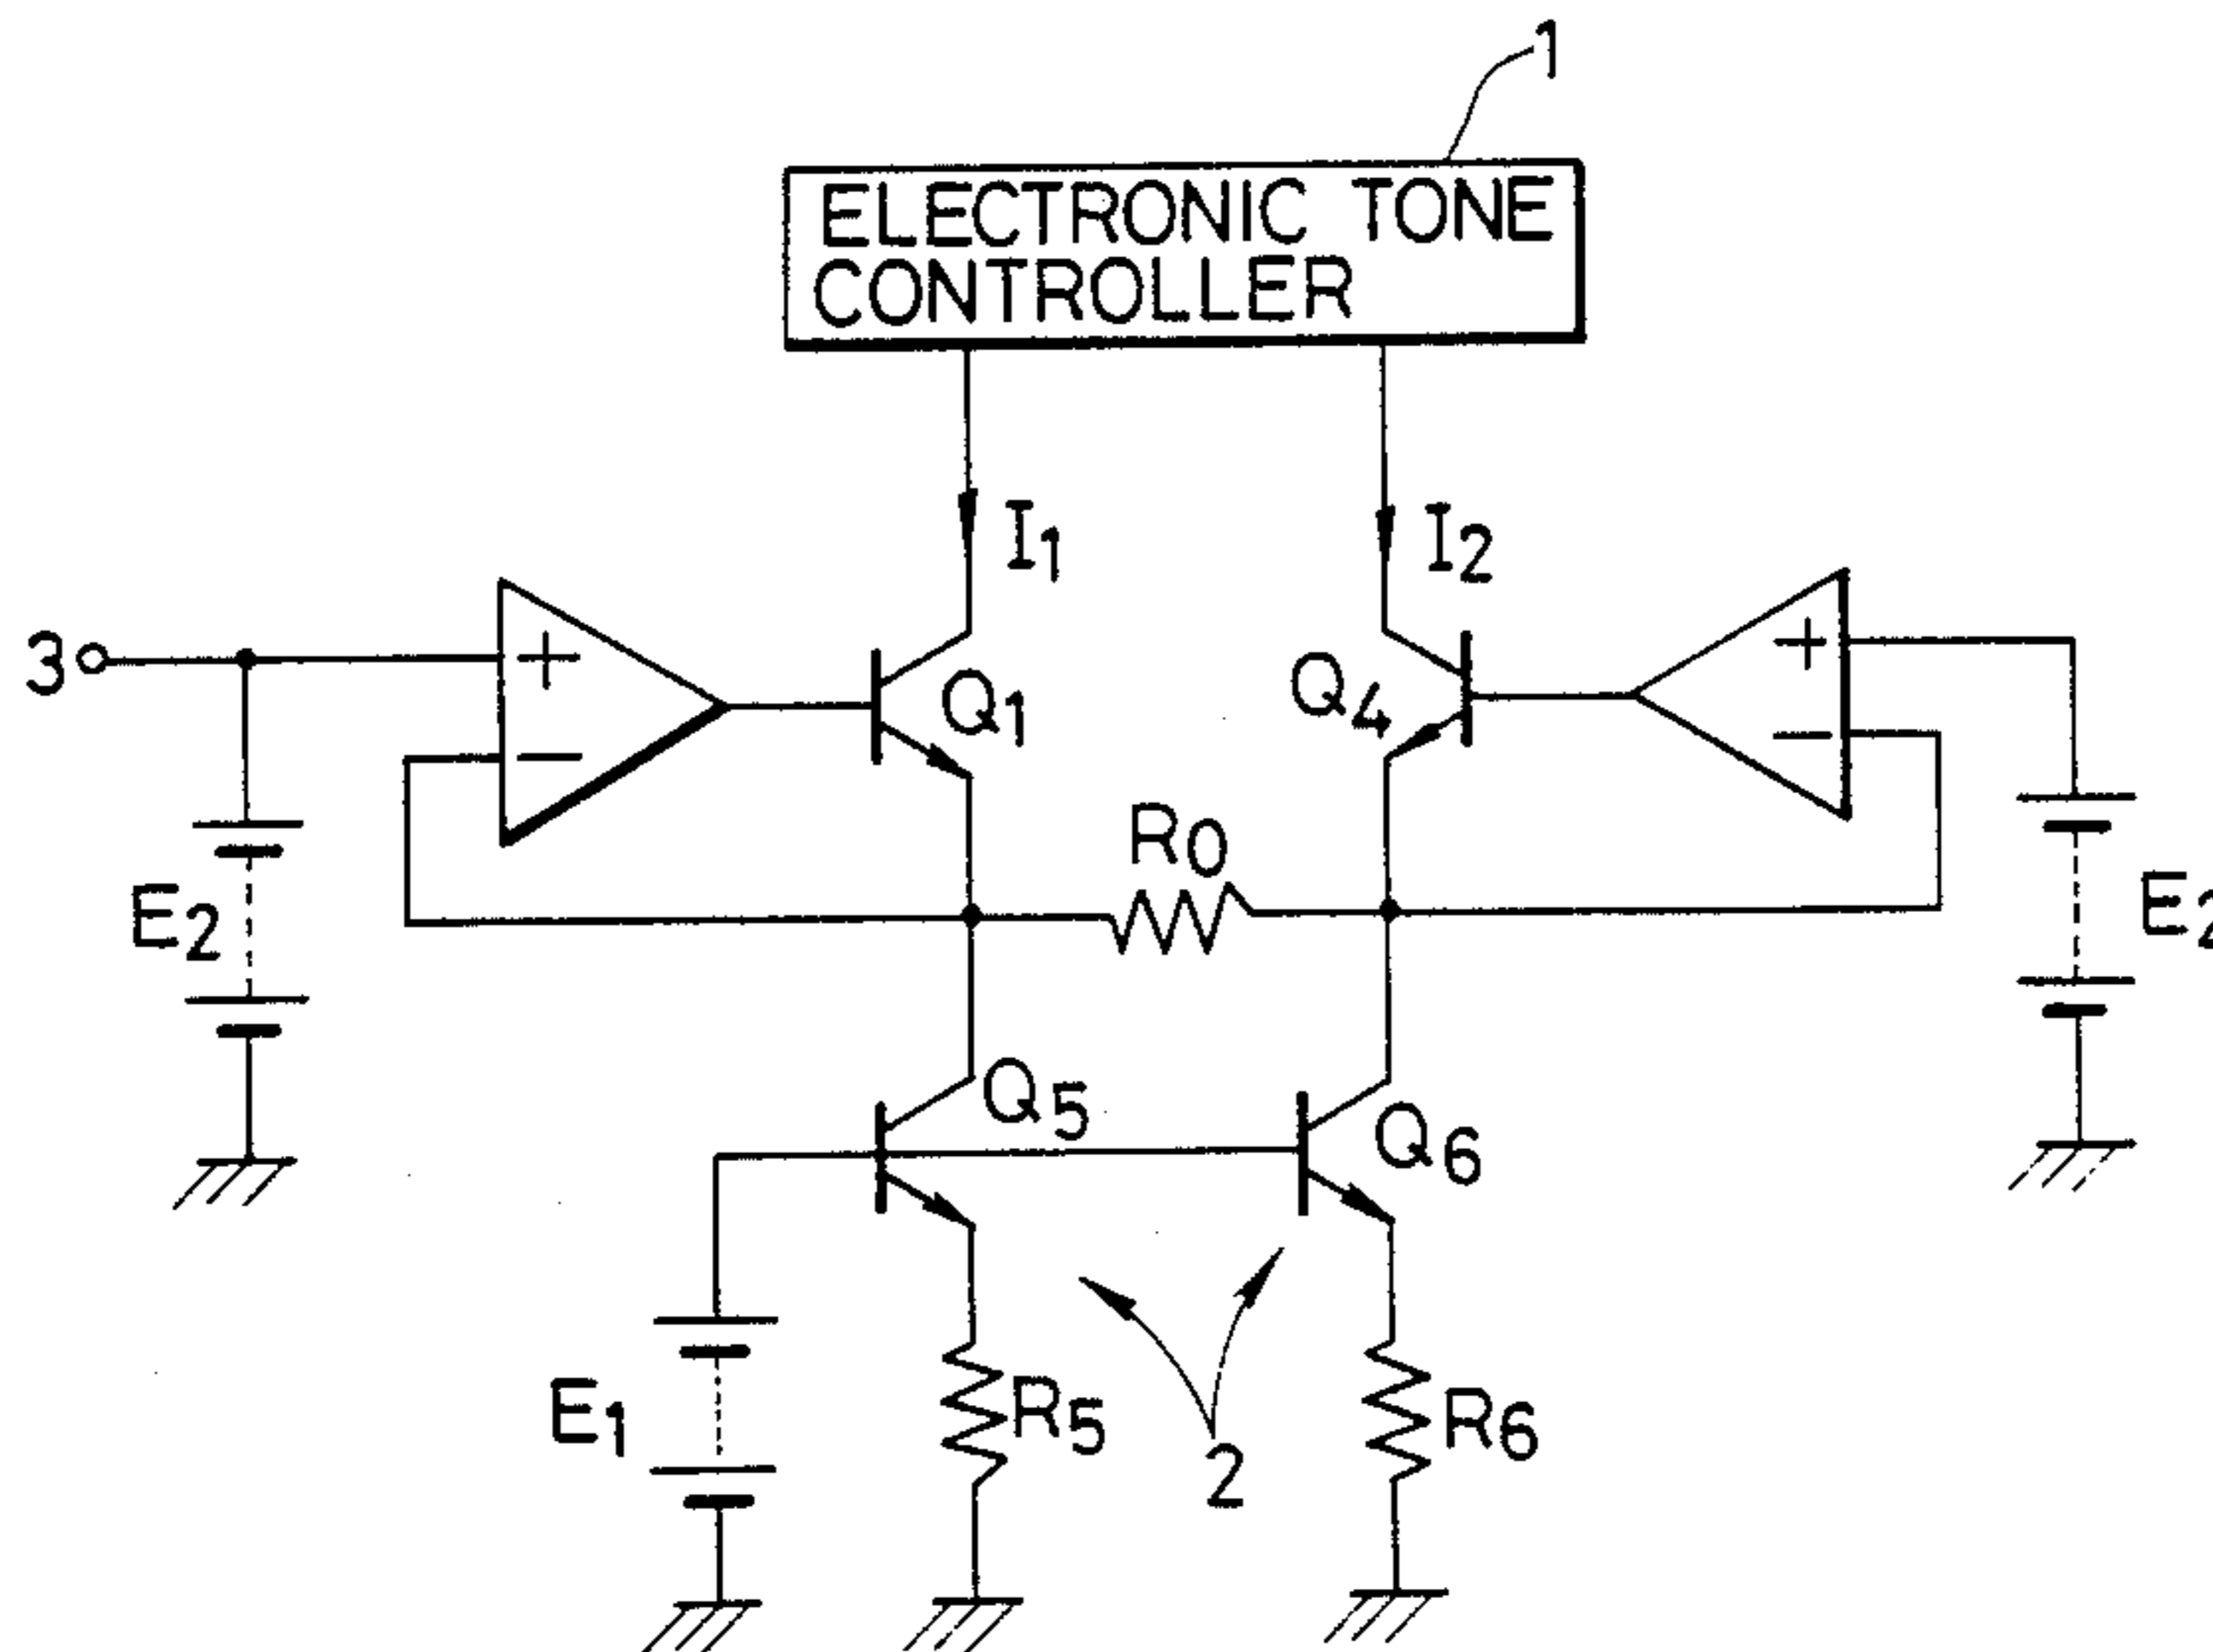 1
ELECTRONIC TONE
CONTROLLER
I1
I2
3
+
+
Q1
Q4
−
−
R0
E2
E2
Q5
Q6
E1
R5
R6
2